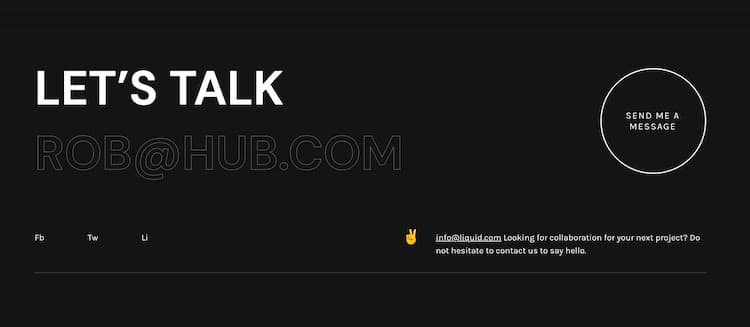 LET’S TALK
ROB@HUB.COM
SEND ME A
MESSAGE
Fb
Tw
Li
info@liquid.com Looking for collaboration for your next project? Do
not hesitate to contact us to say hello.